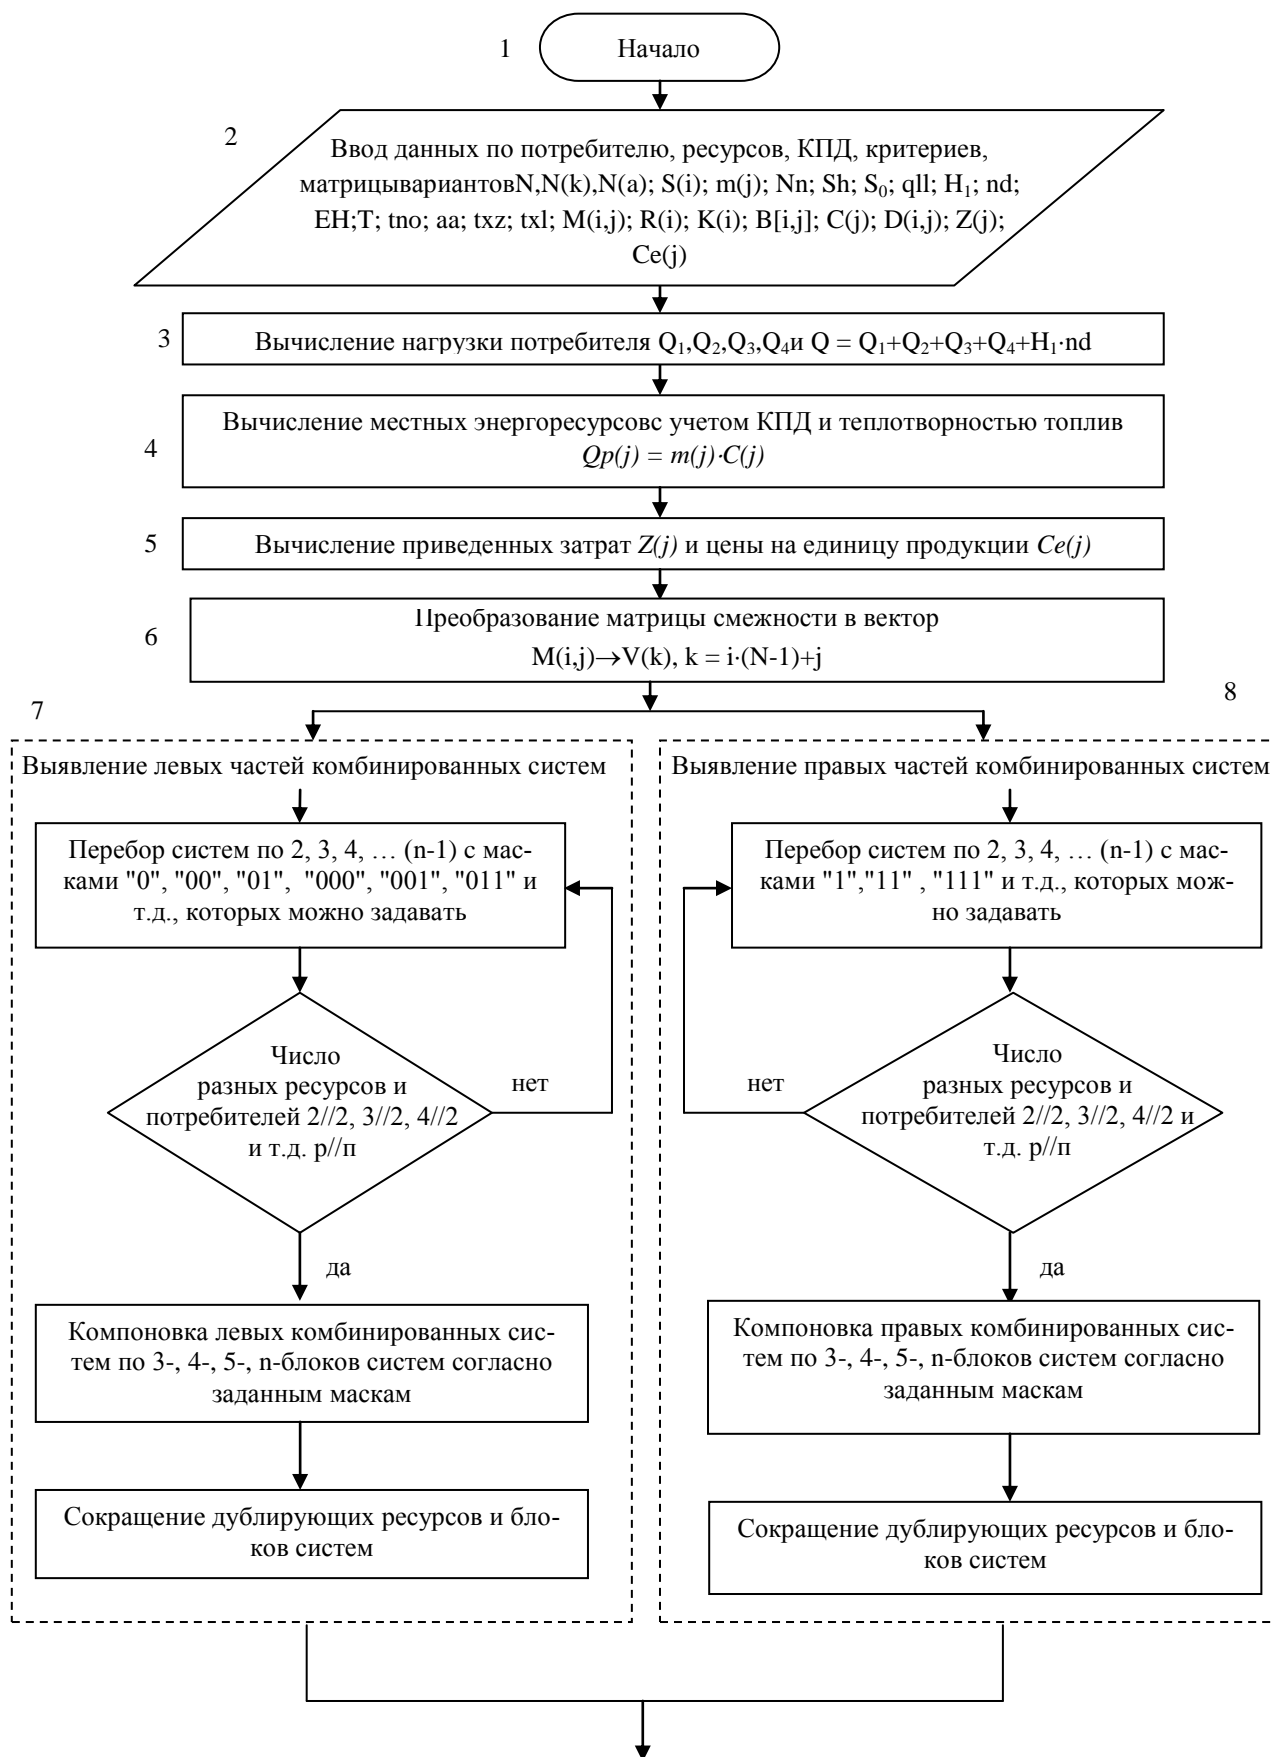 1
Начало
2
Ввод данных по потребителю, ресурсов, КПД, критериев,
матрицывариантовN,N(k),N(a); S(i); m(j); Nn; Sh; S₀; qll; H₁; nd;
EH;T; tno; aa; txz; txl; M(i,j); R(i); K(i); B[i,j]; C(j); D(i,j); Z(j);
Ce(j)
3
Вычисление нагрузки потребителя Q₁,Q₂,Q₃,Q₄и Q = Q₁+Q₂+Q₃+Q₄+H₁·nd
4
Вычисление местных энергоресурсовс учетом КПД и теплотворностью топлив
Qp(j) = m(j)·C(j)
5
Вычисление приведенных затрат Z(j) и цены на единицу продукции Ce(j)
6
Преобразование матрицы смежности в вектор
M(i,j)→V(k), k = i·(N-1)+j
7
Выявление левых частей комбинированных систем
Перебор систем по 2, 3, 4, … (n-1) с мас-
ками "0", "00", "01", "000", "001", "011" и
т.д., которых можно задавать
Число
разных ресурсов и
потребителей 2//2, 3//2, 4//2
и т.д. р//п
нет
да
Компоновка левых комбинированных сис-
тем по 3-, 4-, 5-, n-блоков систем согласно
заданным маскам
Сокращение дублирующих ресурсов и бло-
ков систем
8
Выявление правых частей комбинированных систем
Перебор систем по 2, 3, 4, … (n-1) с мас-
ками "1","11" , "111" и т.д., которых мож-
но задавать
Число
разных ресурсов и
потребителей 2//2, 3//2, 4//2 и
т.д. р//п
нет
да
Компоновка правых комбинированных сис-
тем по 3-, 4-, 5-, n-блоков систем согласно
заданным маскам
Сокращение дублирующих ресурсов и бло-
ков систем